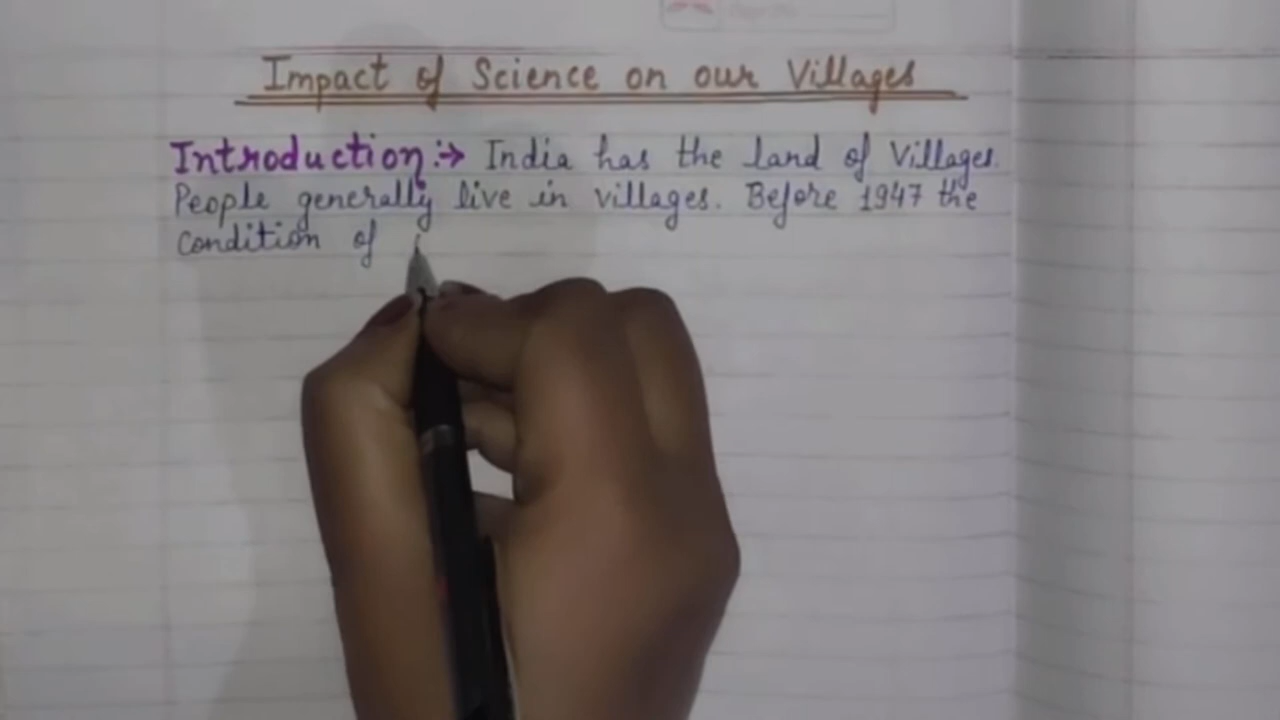 Impact of Science on our Villages
Introduction:→ India has the land of Villages.
People generally live in villages. Before 1947 the
condition of